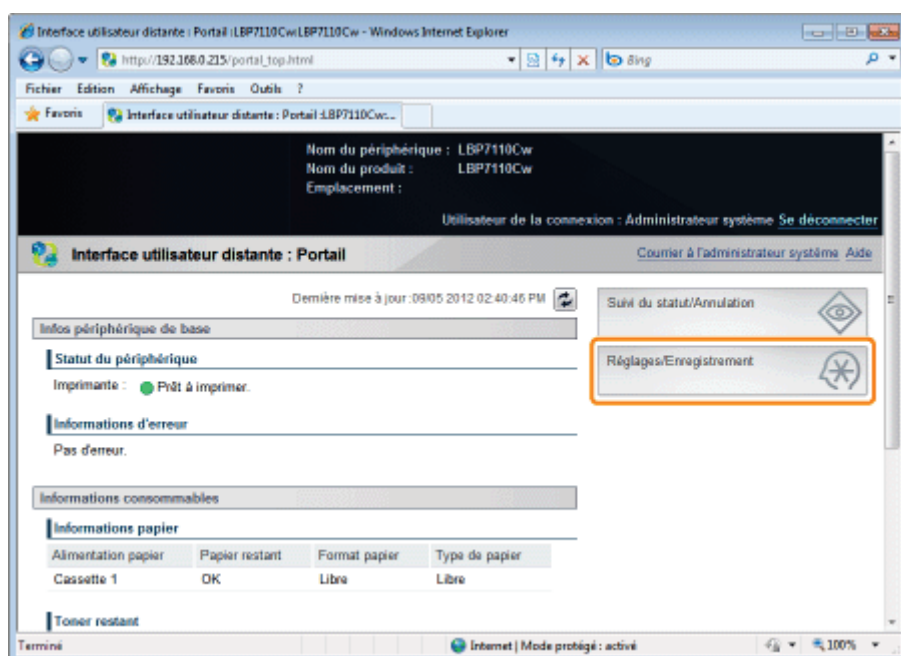 Interface utilisateur distante : Portail :LBP7110Cw:LBP7110Cw - Windows Internet Explorer
http://192.168.0.215/portal_top.html
Bing
Fichier Edition Affichage Favoris Outils ?
Favoris Interface utilisateur distante : Portail :LBP7110Cw:...
Nom du périphérique : LBP7110Cw
Nom du produit : LBP7110Cw
Emplacement :
Utilisateur de la connexion : Administrateur système Se déconnecter
Interface utilisateur distante : Portail Courrier à l'administrateur système Aide
Dernière mise à jour :09/05 2012 02:40:46 PM
Suivi du statut/Annulation
Infos périphérique de base
Statut du périphérique
Réglages/Enregistrement
Imprimante : Prêt à imprimer.
Informations d'erreur
Pas d'erreur.
Informations consommables
Informations papier
Alimentation papier Papier restant Format papier Type de papier
Cassette 1 OK Libre Libre
Toner restant
Terminé Internet | Mode protégé : activé 100%